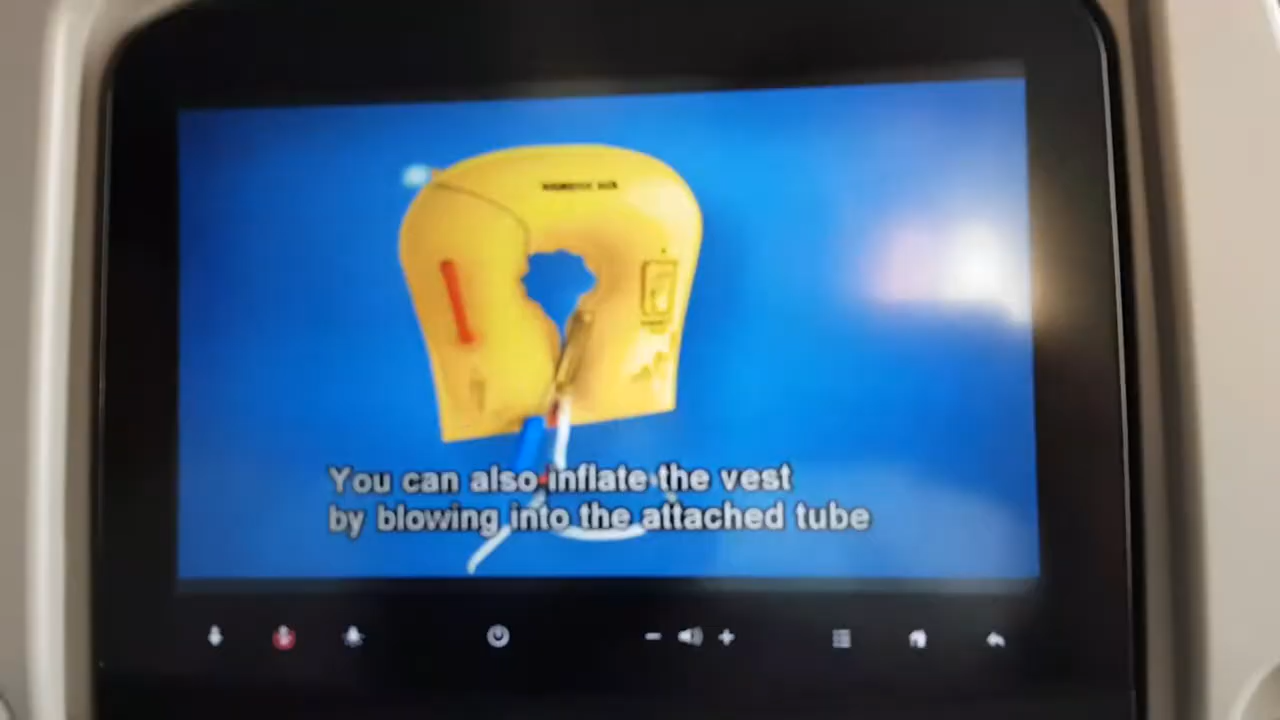 You can also inflate the vest
by blowing into the attached tube